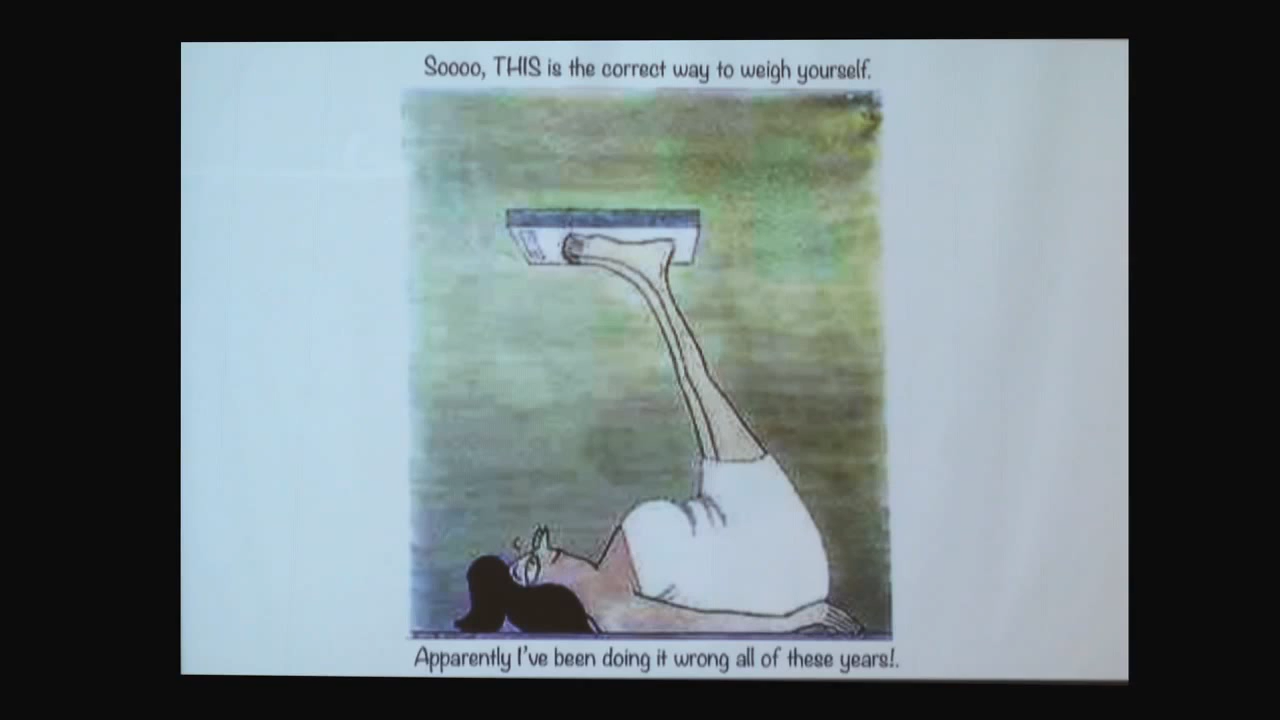 Soooo, THIS is the correct way to weigh yourself.
Apparently I've been doing it wrong all of these years!.